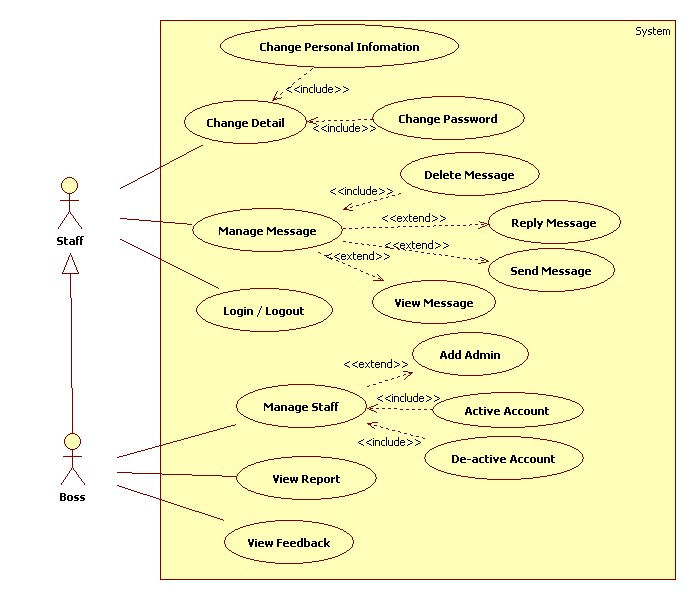 System
Change Personal Infomation
<<include>>
Change Detail
Change Password
<<include>>
Delete Message
<<include>>
Staff
Manage Message
<<extend>>
Reply Message
<<extend>>
<<extend>>
Send Message
View Message
Login / Logout
Add Admin
<<extend>>
Manage Staff
<<include>>
Active Account
<<include>>
De-active Account
Boss
View Report
View Feedback